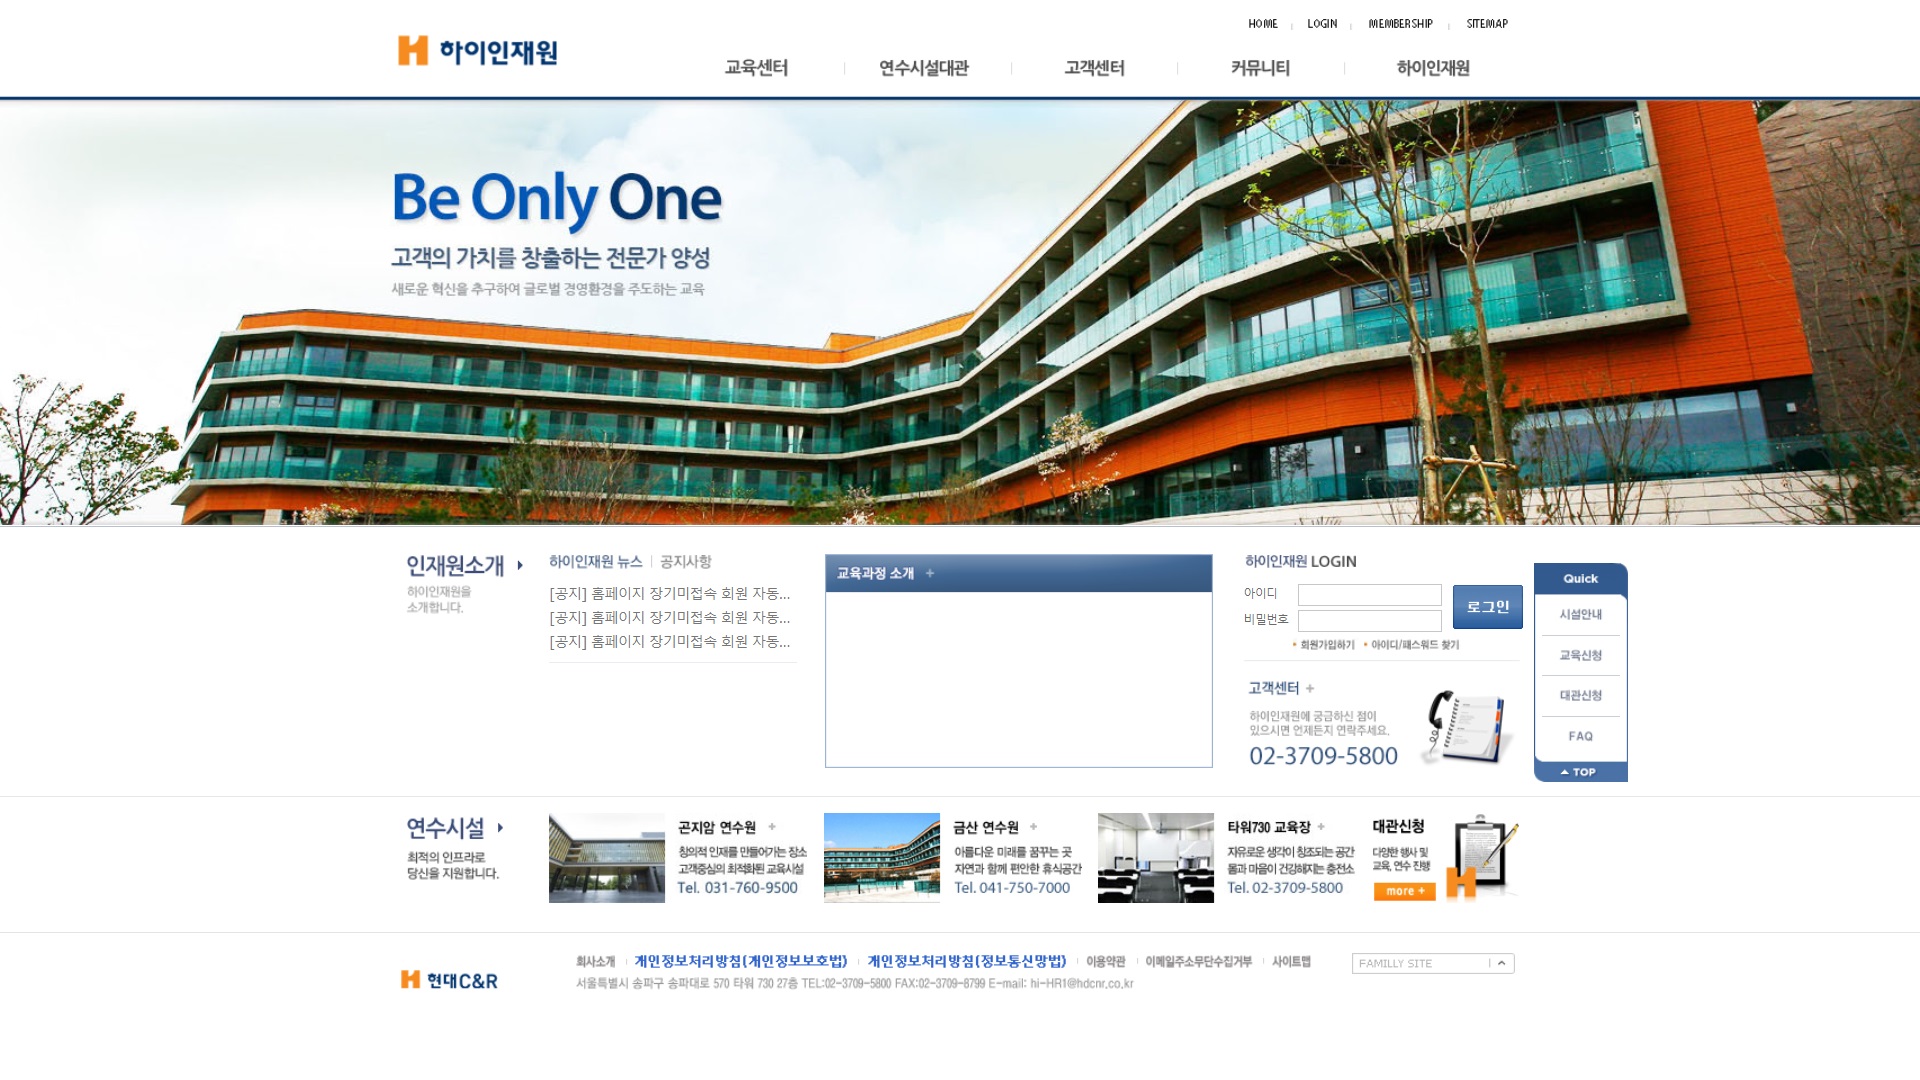 HOME
LOGIN
MEMBERSHIP
SITEMAP
하이인재원
교육센터
연수시설대관
고객센터
커뮤니티
하이인재원
Be Only One
고객의 가치를 창출하는 전문가 양성
새로운 혁신을 추구하여 글로벌 경영환경을 주도하는 교육
인재원소개
하이인재원을
소개합니다.
하이인재원 뉴스
공지사항
[공지] 홈페이지 장기미접속 회원 자동...
[공지] 홈페이지 장기미접속 회원 자동...
[공지] 홈페이지 장기미접속 회원 자동...
교육과정 소개 +
하이인재원 LOGIN
아이디
비밀번호
로그인
회원가입하기
아이디/패스워드 찾기
고객센터 +
하이인재원에 궁금하신 점이
있으시면 언제든지 연락주세요.
02-3709-5800
Quick
시설안내
교육신청
대관신청
FAQ
TOP
연수시설
최적의 인프라로
당신을 지원합니다.
곤지암 연수원 +
창의적 인재를 만들어가는 장소
고객중심의 최적화된 교육시설
Tel. 031-760-9500
금산 연수원 +
아름다운 미래를 꿈꾸는 곳
자연과 함께 편안한 휴식공간
Tel. 041-750-7000
타워730 교육장 +
자유로운 생각이 창조되는 공간
몸과 마음이 건강해지는 충전소
Tel. 02-3709-5800
대관신청
다양한 행사 및
교육, 연수 진행
more +
현대C&R
회사소개
개인정보처리방침(개인정보보호법)
개인정보처리방침(정보통신망법)
이용약관
이메일주소무단수집거부
사이트맵
서울특별시 송파구 송파대로 570 타워 730 27층 TEL:02-3709-5800 FAX:02-3709-8799 E-mail: hi-HR1@hdcnr.co.kr
FAMILLY SITE